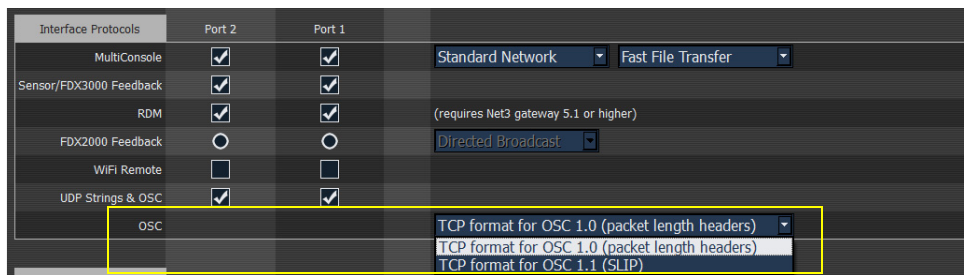 Interface Protocols Port 2 Port 1
MultiConsole Standard Network Fast File Transfer
Sensor/FDX3000 Feedback
RDM (requires Net3 gateway 5.1 or higher)
FDX2000 Feedback Directed Broadcast
WiFi Remote
UDP Strings & OSC
OSC TCP format for OSC 1.0 (packet length headers)
TCP format for OSC 1.0 (packet length headers)
TCP format for OSC 1.1 (SLIP)